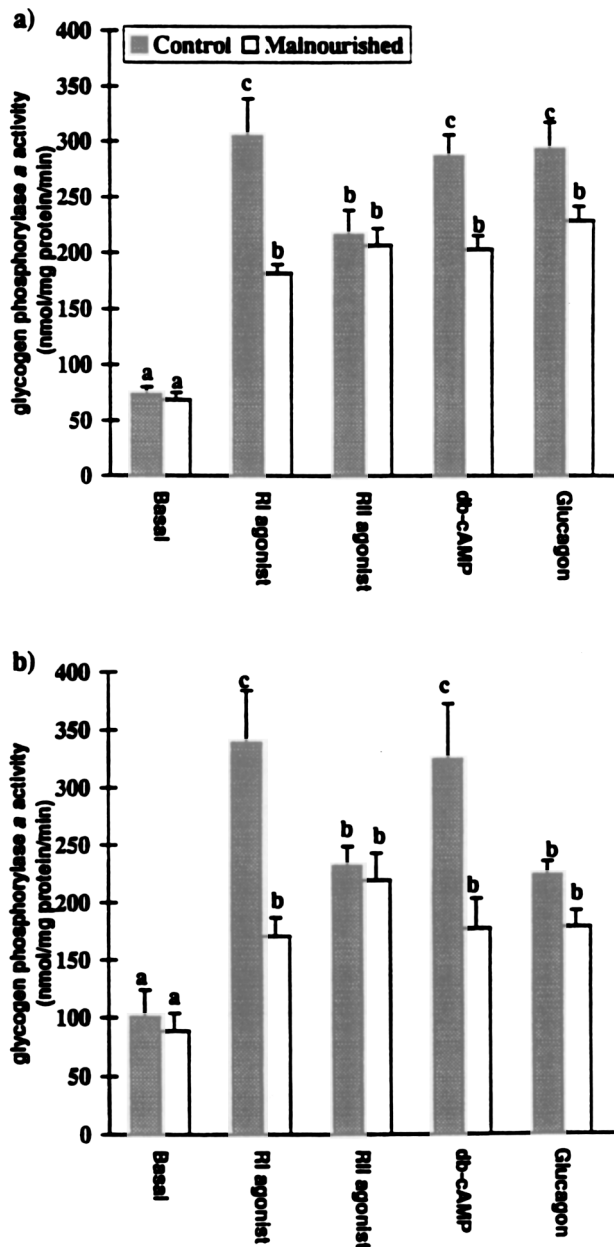 a)
400
Control Malnourished
350
300
250
200
150
100
50
0
glycogen phosphorylase a activity
(nmol/mg protein/min)
a
a
c
b
b
b
c
b
c
b
Basal
RI agonist
RII agonist
db-cAMP
Glucagon
b)
400
350
300
250
200
150
100
50
0
glycogen phosphorylase a activity
(nmol/mg protein/min)
a
a
c
b
b
b
c
b
b
b
Basal
RI agonist
RII agonist
db-cAMP
Glucagon